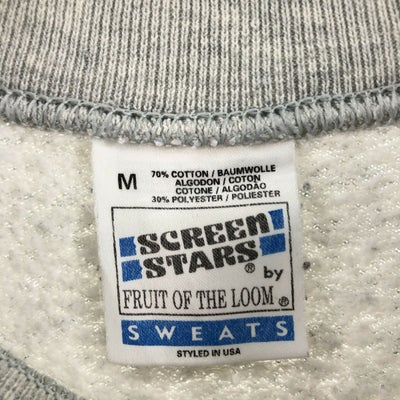 M
70% COTTON / BAUMWOLLE
ALGODON / COTON
COTONE / ALGODÃO
30% POLYESTER / POLIESTER
SCREEN
STARS ®
by
FRUIT OF THE LOOM ®
SWEATS
STYLED IN USA